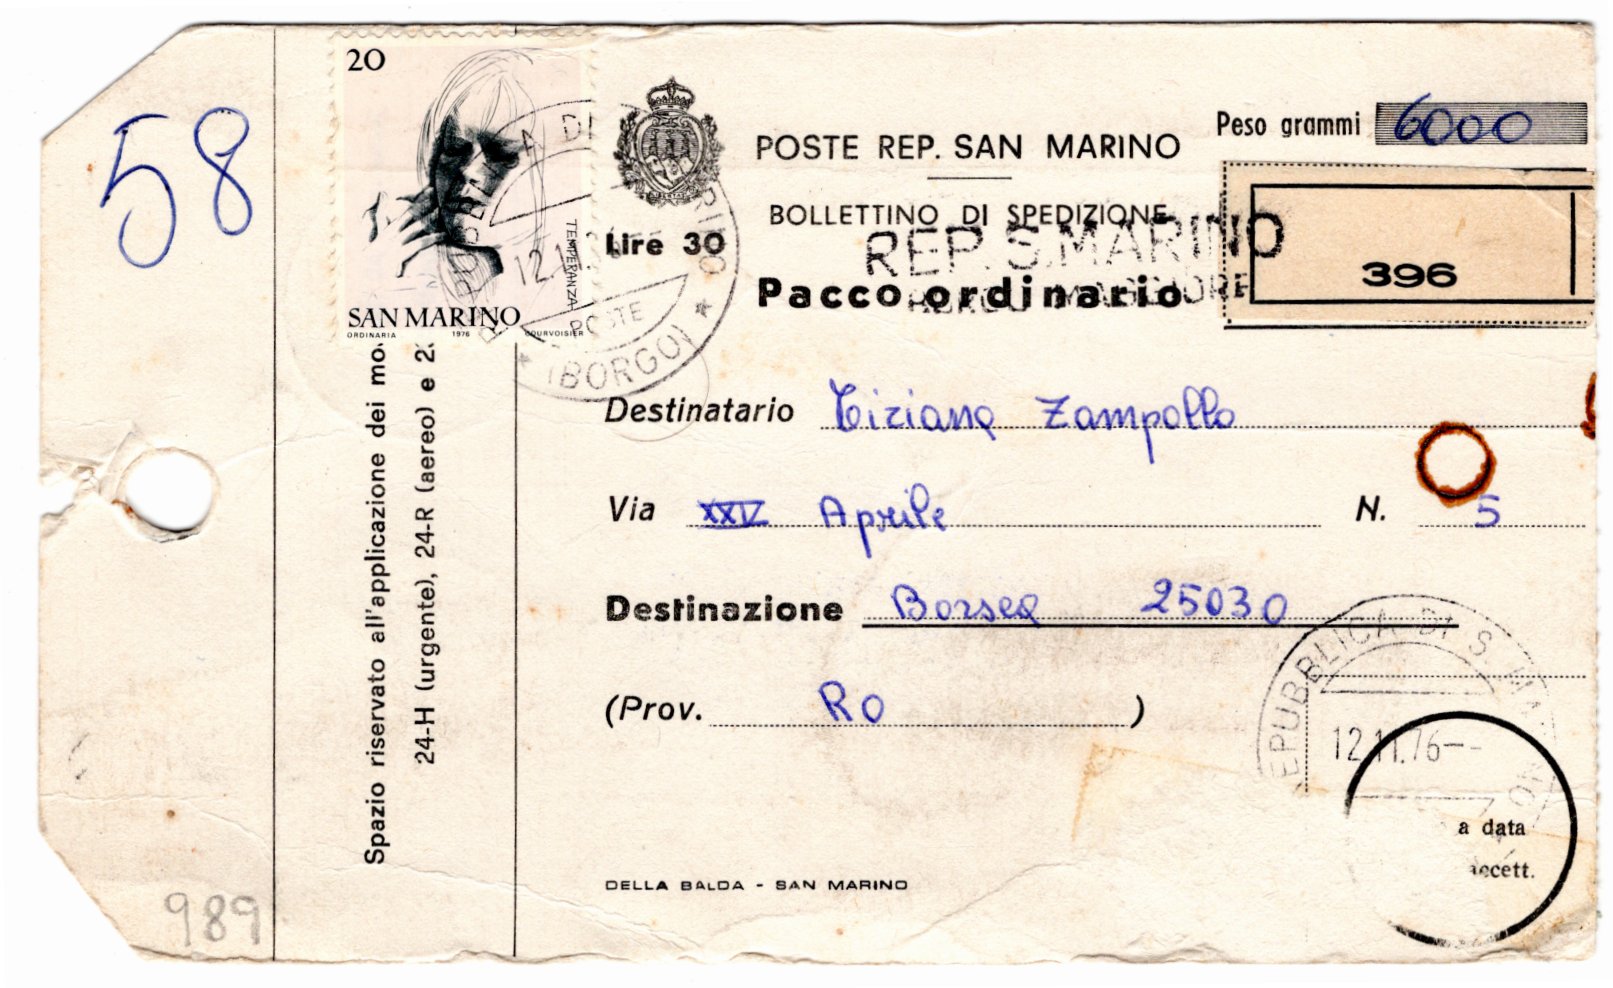 20
58
TEMPERANZA
SAN MARINO
ORDINARIA 1976 COURVOISIER
POSTE
(BORGO)
Lire 30
POSTE REP. SAN MARINO
Peso grammi 6000
BOLLETTINO DI SPEDIZIONE
REP. S. MARINO
Pacco ordinario
396
Destinatario Tiziana Zampollo
Via XXIV Aprile N. 5
Destinazione Borsea 25030
(Prov. Ro )
EPUBBLICA DI S. MA
12.11.76
a data
accett.
DELLA BALDA - SAN MARINO
Spazio riservato all'applicazione dei mo
24-H (urgente), 24-R (aereo) e 2
989